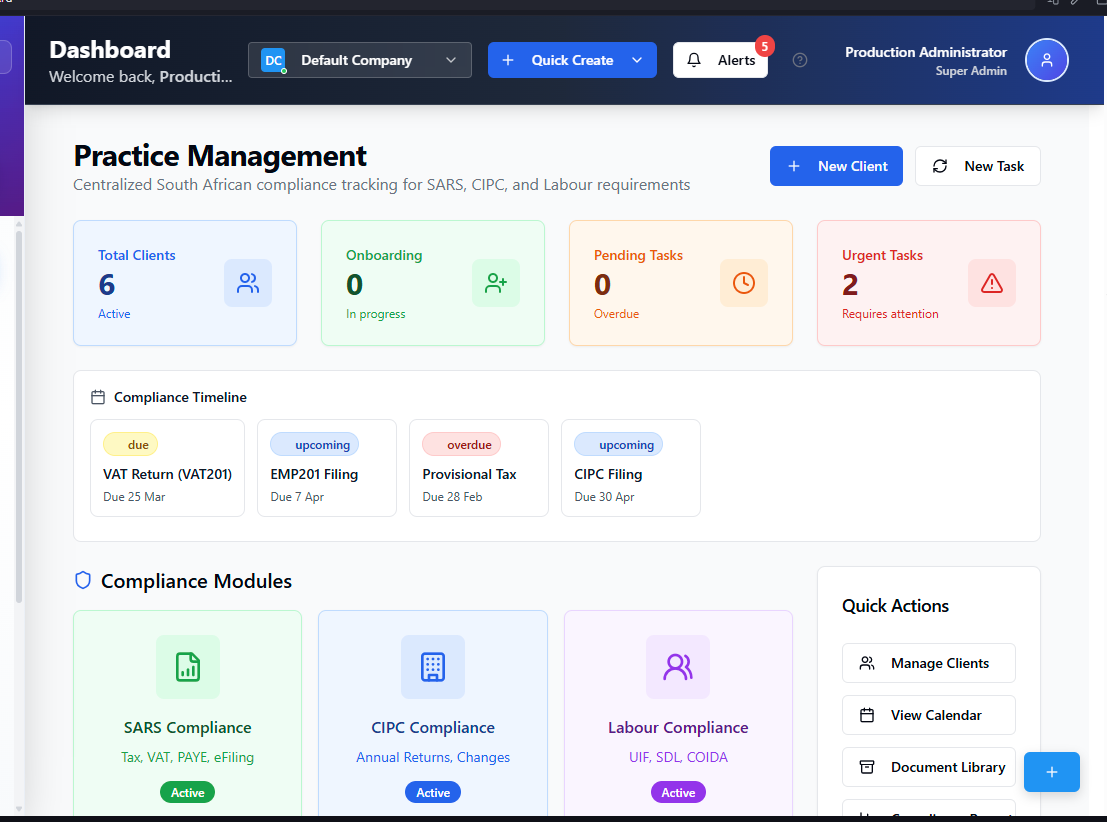 Dashboard
Welcome back, Producti...
DC
Default Company
Quick Create
Alerts
5
Production Administrator
Super Admin
Practice Management
Centralized South African compliance tracking for SARS, CIPC, and Labour requirements
New Client
New Task
Total Clients
6
Active
Onboarding
0
In progress
Pending Tasks
0
Overdue
Urgent Tasks
2
Requires attention
Compliance Timeline
due
VAT Return (VAT201)
Due 25 Mar
upcoming
EMP201 Filing
Due 7 Apr
overdue
Provisional Tax
Due 28 Feb
upcoming
CIPC Filing
Due 30 Apr
Compliance Modules
SARS Compliance
Tax, VAT, PAYE, eFiling
Active
CIPC Compliance
Annual Returns, Changes
Active
Labour Compliance
UIF, SDL, COIDA
Active
Quick Actions
Manage Clients
View Calendar
Document Library